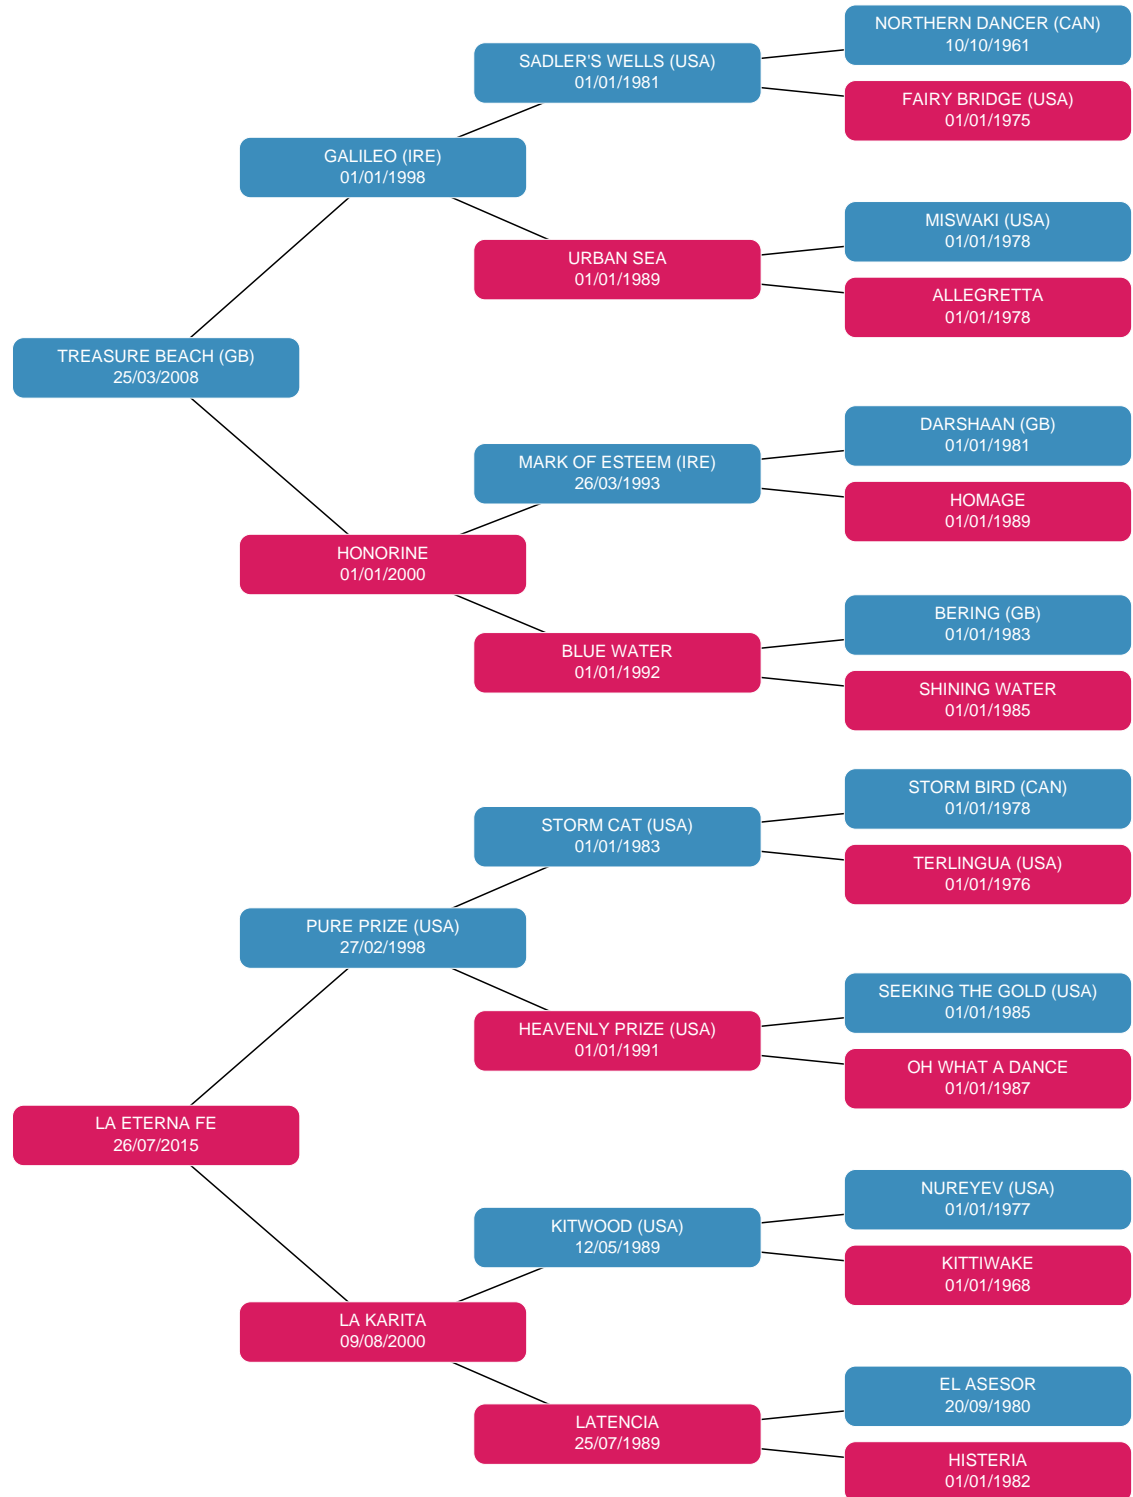 NORTHERN DANCER (CAN)
10/10/1961
SADLER'S WELLS (USA)
01/01/1981
FAIRY BRIDGE (USA)
01/01/1975
GALILEO (IRE)
01/01/1998
MISWAKI (USA)
01/01/1978
URBAN SEA
01/01/1989
ALLEGRETTA
01/01/1978
TREASURE BEACH (GB)
25/03/2008
DARSHAAN (GB)
01/01/1981
MARK OF ESTEEM (IRE)
26/03/1993
HOMAGE
01/01/1989
HONORINE
01/01/2000
BERING (GB)
01/01/1983
BLUE WATER
01/01/1992
SHINING WATER
01/01/1985
STORM BIRD (CAN)
01/01/1978
STORM CAT (USA)
01/01/1983
TERLINGUA (USA)
01/01/1976
PURE PRIZE (USA)
27/02/1998
SEEKING THE GOLD (USA)
01/01/1985
HEAVENLY PRIZE (USA)
01/01/1991
OH WHAT A DANCE
01/01/1987
LA ETERNA FE
26/07/2015
NUREYEV (USA)
01/01/1977
KITWOOD (USA)
12/05/1989
KITTIWAKE
01/01/1968
LA KARITA
09/08/2000
EL ASESOR
20/09/1980
LATENCIA
25/07/1989
HISTERIA
01/01/1982